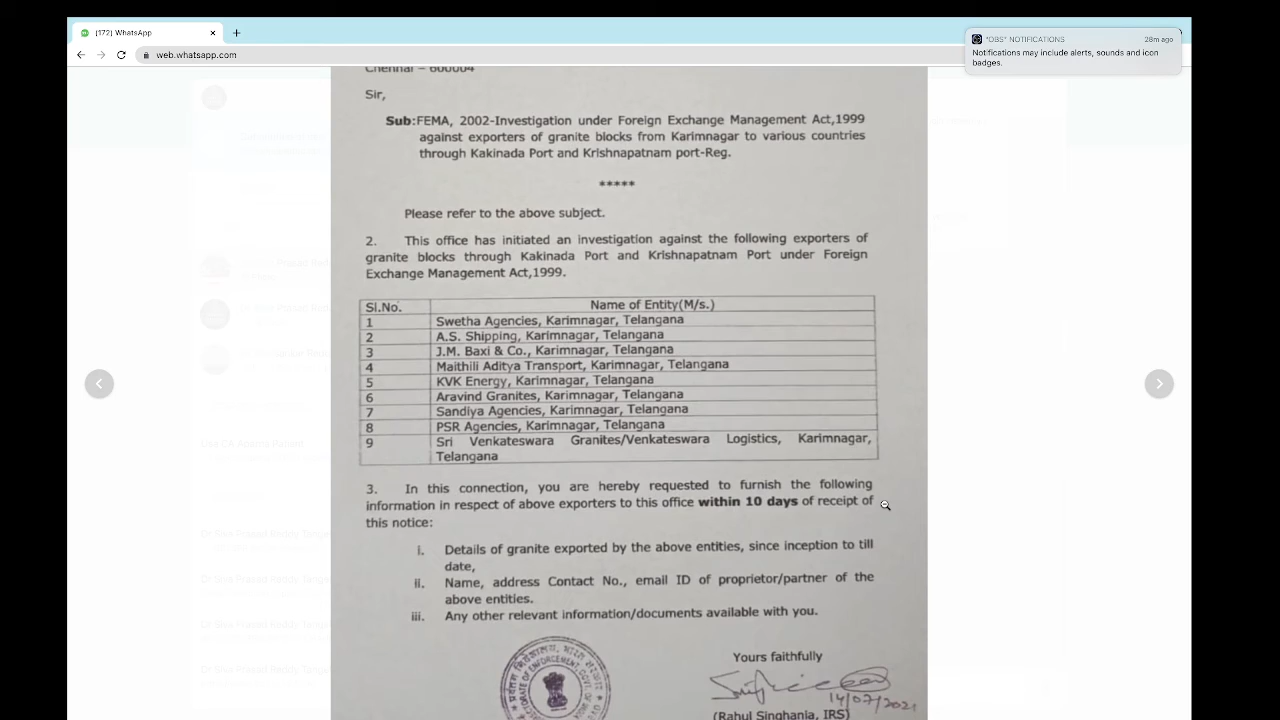 (172) WhatsApp
web.whatsapp.com
"OBS" NOTIFICATIONS 28m ago
Notifications may include alerts, sounds and icon
badges.
Chennai – 600004
Sir,
Sub:FEMA, 2002-Investigation under Foreign Exchange Management Act,1999
against exporters of granite blocks from Karimnagar to various countries
through Kakinada Port and Krishnapatnam port-Reg.
*****
Please refer to the above subject.
2. This office has initiated an investigation against the following exporters of
granite blocks through Kakinada Port and Krishnapatnam Port under Foreign
Exchange Management Act,1999.
Sl.No. Name of Entity(M/s.)
1 Swetha Agencies, Karimnagar, Telangana
2 A.S. Shipping, Karimnagar, Telangana
3 J.M. Baxi & Co., Karimnagar, Telangana
4 Maithili Aditya Transport, Karimnagar, Telangana
5 KVK Energy, Karimnagar, Telangana
6 Aravind Granites, Karimnagar, Telangana
7 Sandiya Agencies, Karimnagar, Telangana
8 PSR Agencies, Karimnagar, Telangana
9 Sri Venkateswara Granites/Venkateswara Logistics, Karimnagar,
Telangana
3. In this connection, you are hereby requested to furnish the following
information in respect of above exporters to this office within 10 days of receipt of
this notice:
i. Details of granite exported by the above entities, since inception to till
date,
ii. Name, address Contact No., email ID of proprietor/partner of the
above entities.
iii. Any other relevant information/documents available with you.
Yours faithfully
14/07/2021
(Rahul Singhania, IRS)